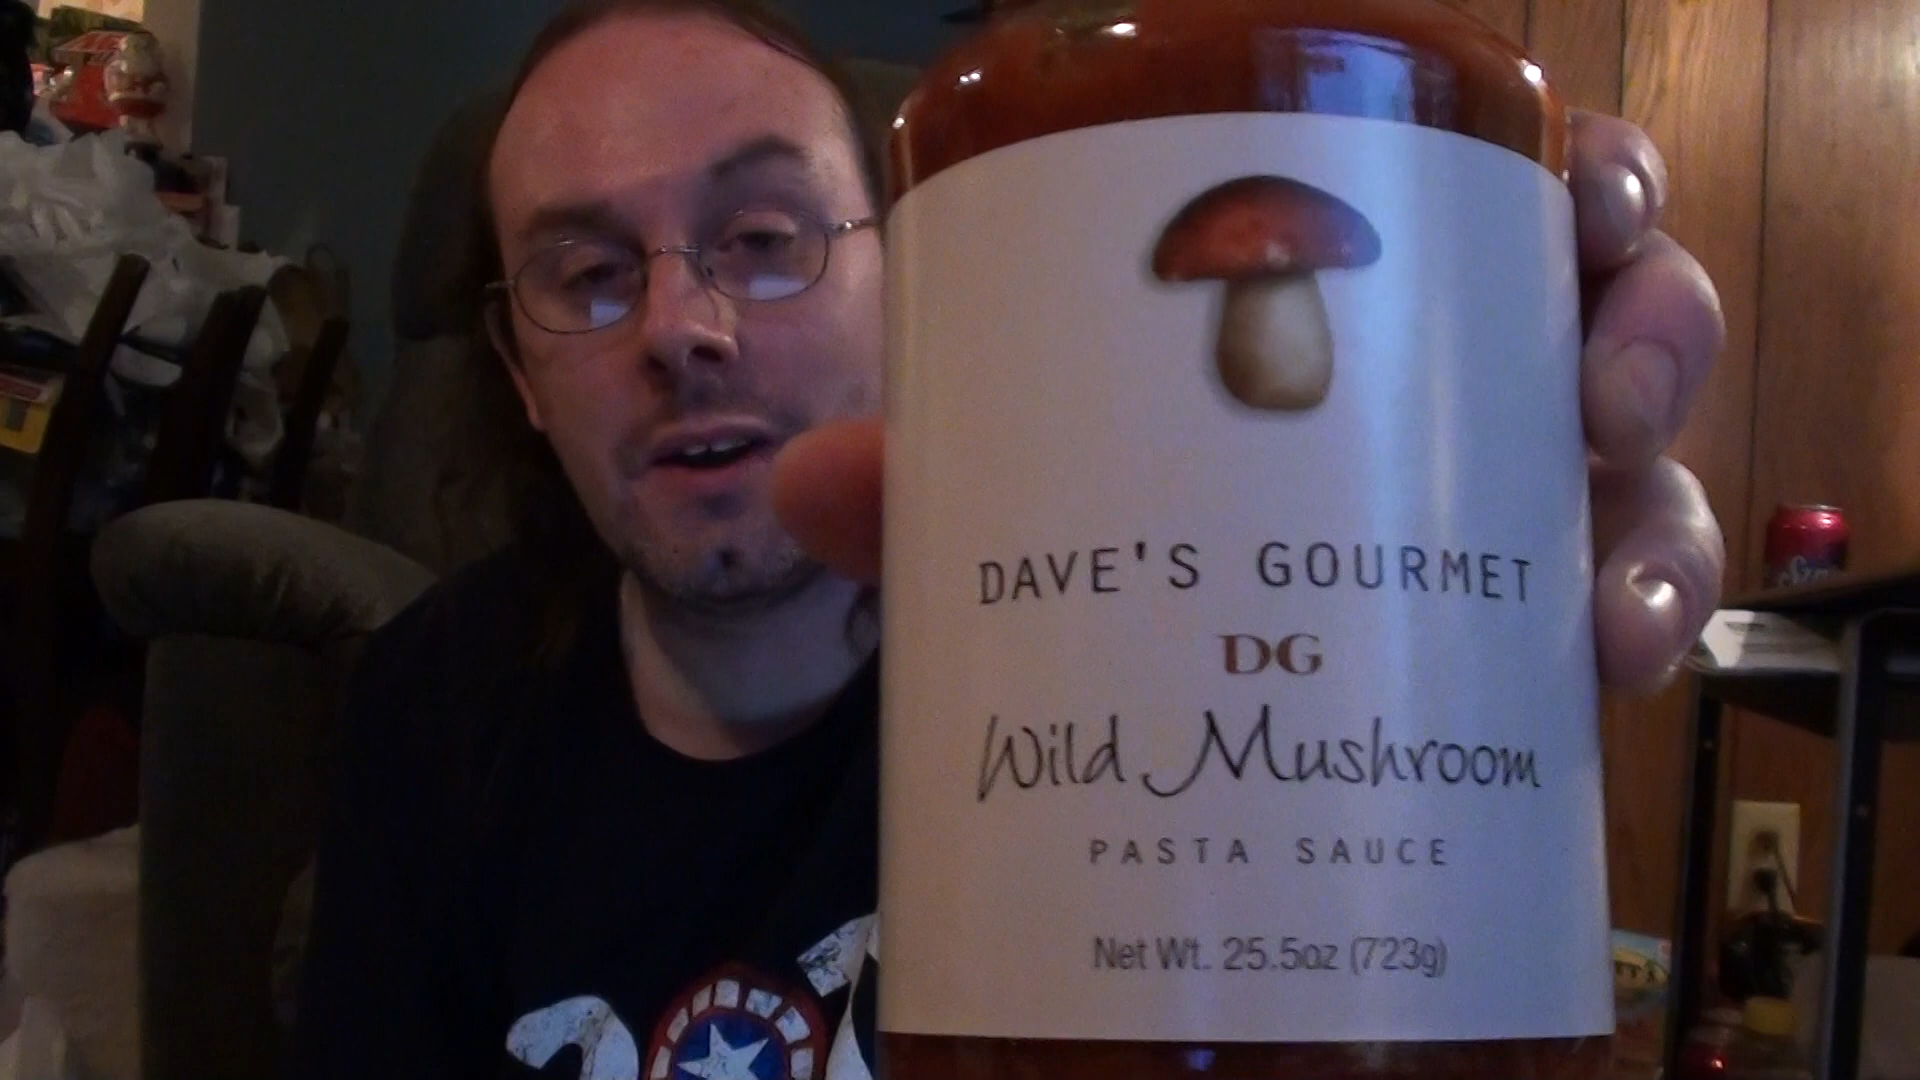 DAVE'S GOURMET
DG
Wild Mushroom
PASTA SAUCE
Net Wt. 25.5oz (723g)